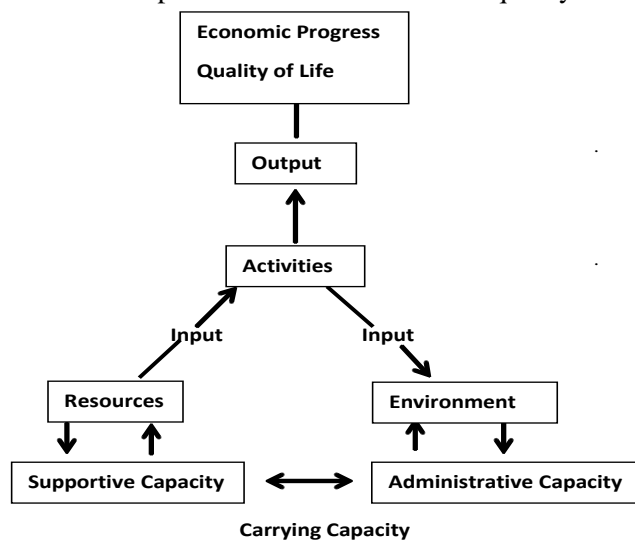 Economic Progress
Quality of Life
Output
Activities
Input Input
Resources Environment
Supportive Capacity Administrative Capacity
Carrying Capacity